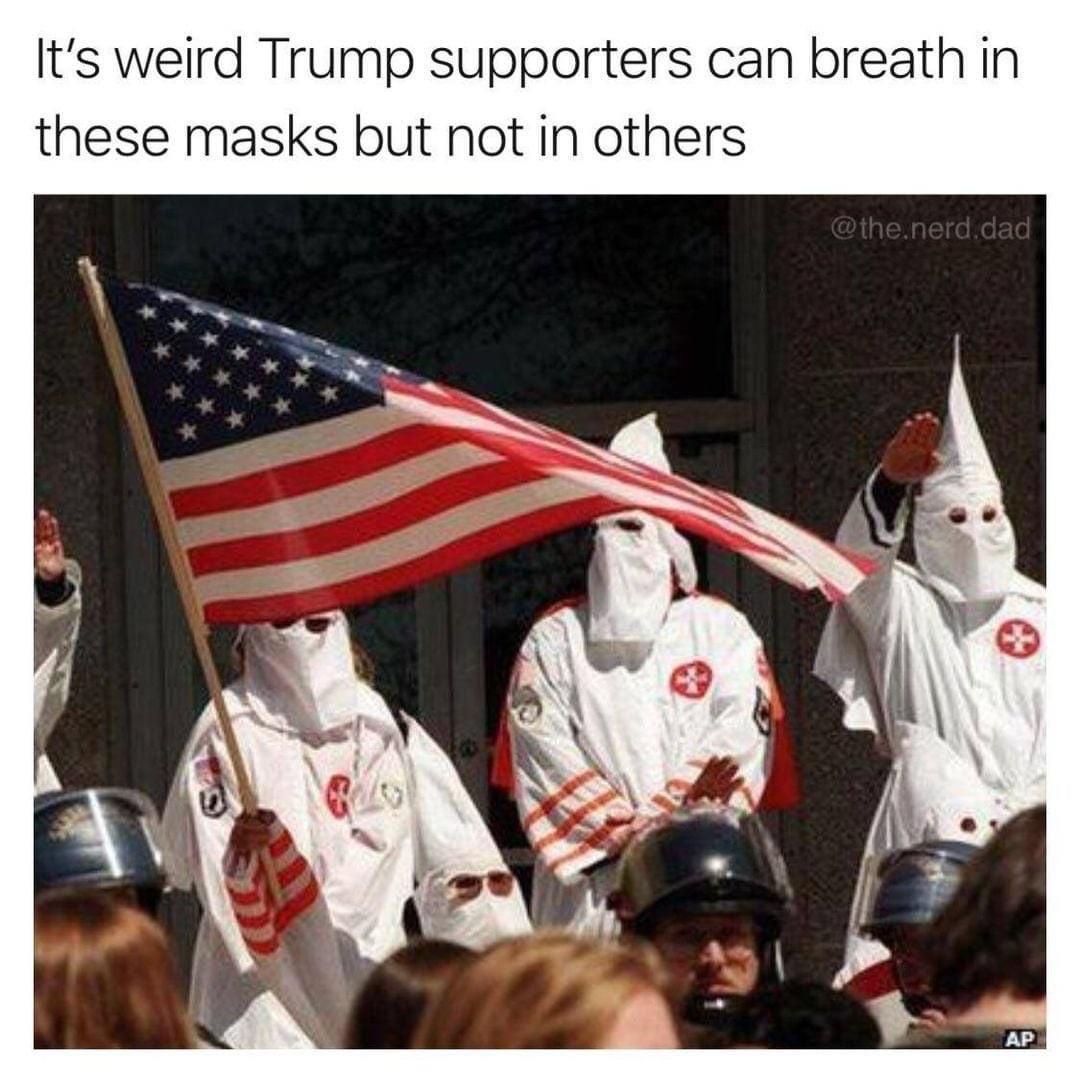 It's weird Trump supporters can breath in
these masks but not in others
@the.nerd.dad
AP